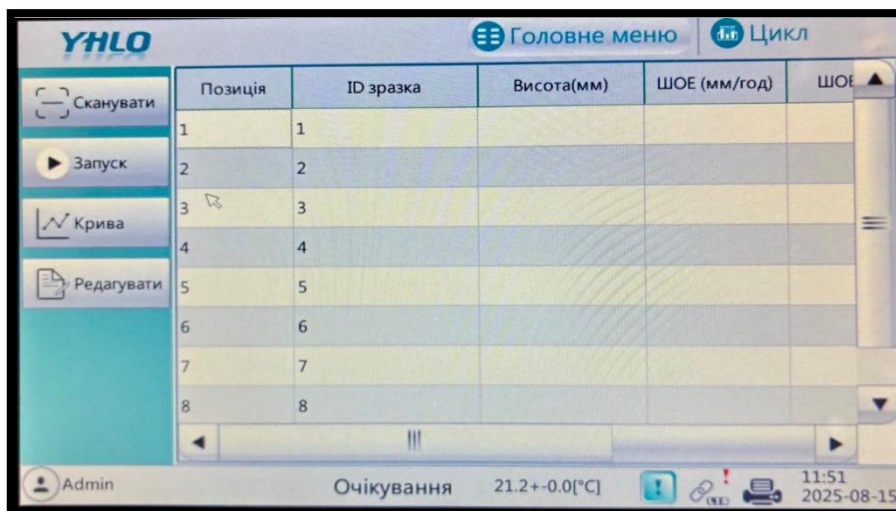 YHLO
Головне меню
Цикл
Сканувати
Запуск
Крива
Редагувати
Позиція ID зразка Висота(мм) ШОЕ (мм/год) ШОЕ
1 1
2 2
3 3
4 4
5 5
6 6
7 7
8 8
Admin Очікування 21.2+-0.0[°C] 11:51
2025-08-15